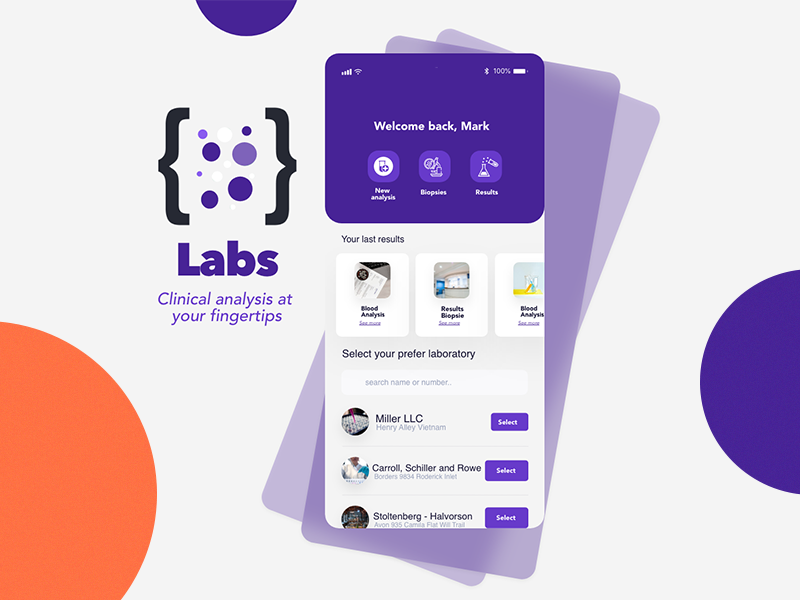 100%
Welcome back, Mark
New
analysis
Biopsies
Results
{ }
Labs
Clinical analysis at
your fingertips
Your last results
Blood
Analysis
See more
Results
Biopsie
See more
Blood
Analysis
See more
Select your prefer laboratory
search name or number..
Miller LLC
Henry Alley Vietnam
Select
Carroll, Schiller and Rowe
Borders 9834 Roderick Inlet
Select
Stoltenberg - Halvorson
Avon 935 Camila Flat Will Trail
Select